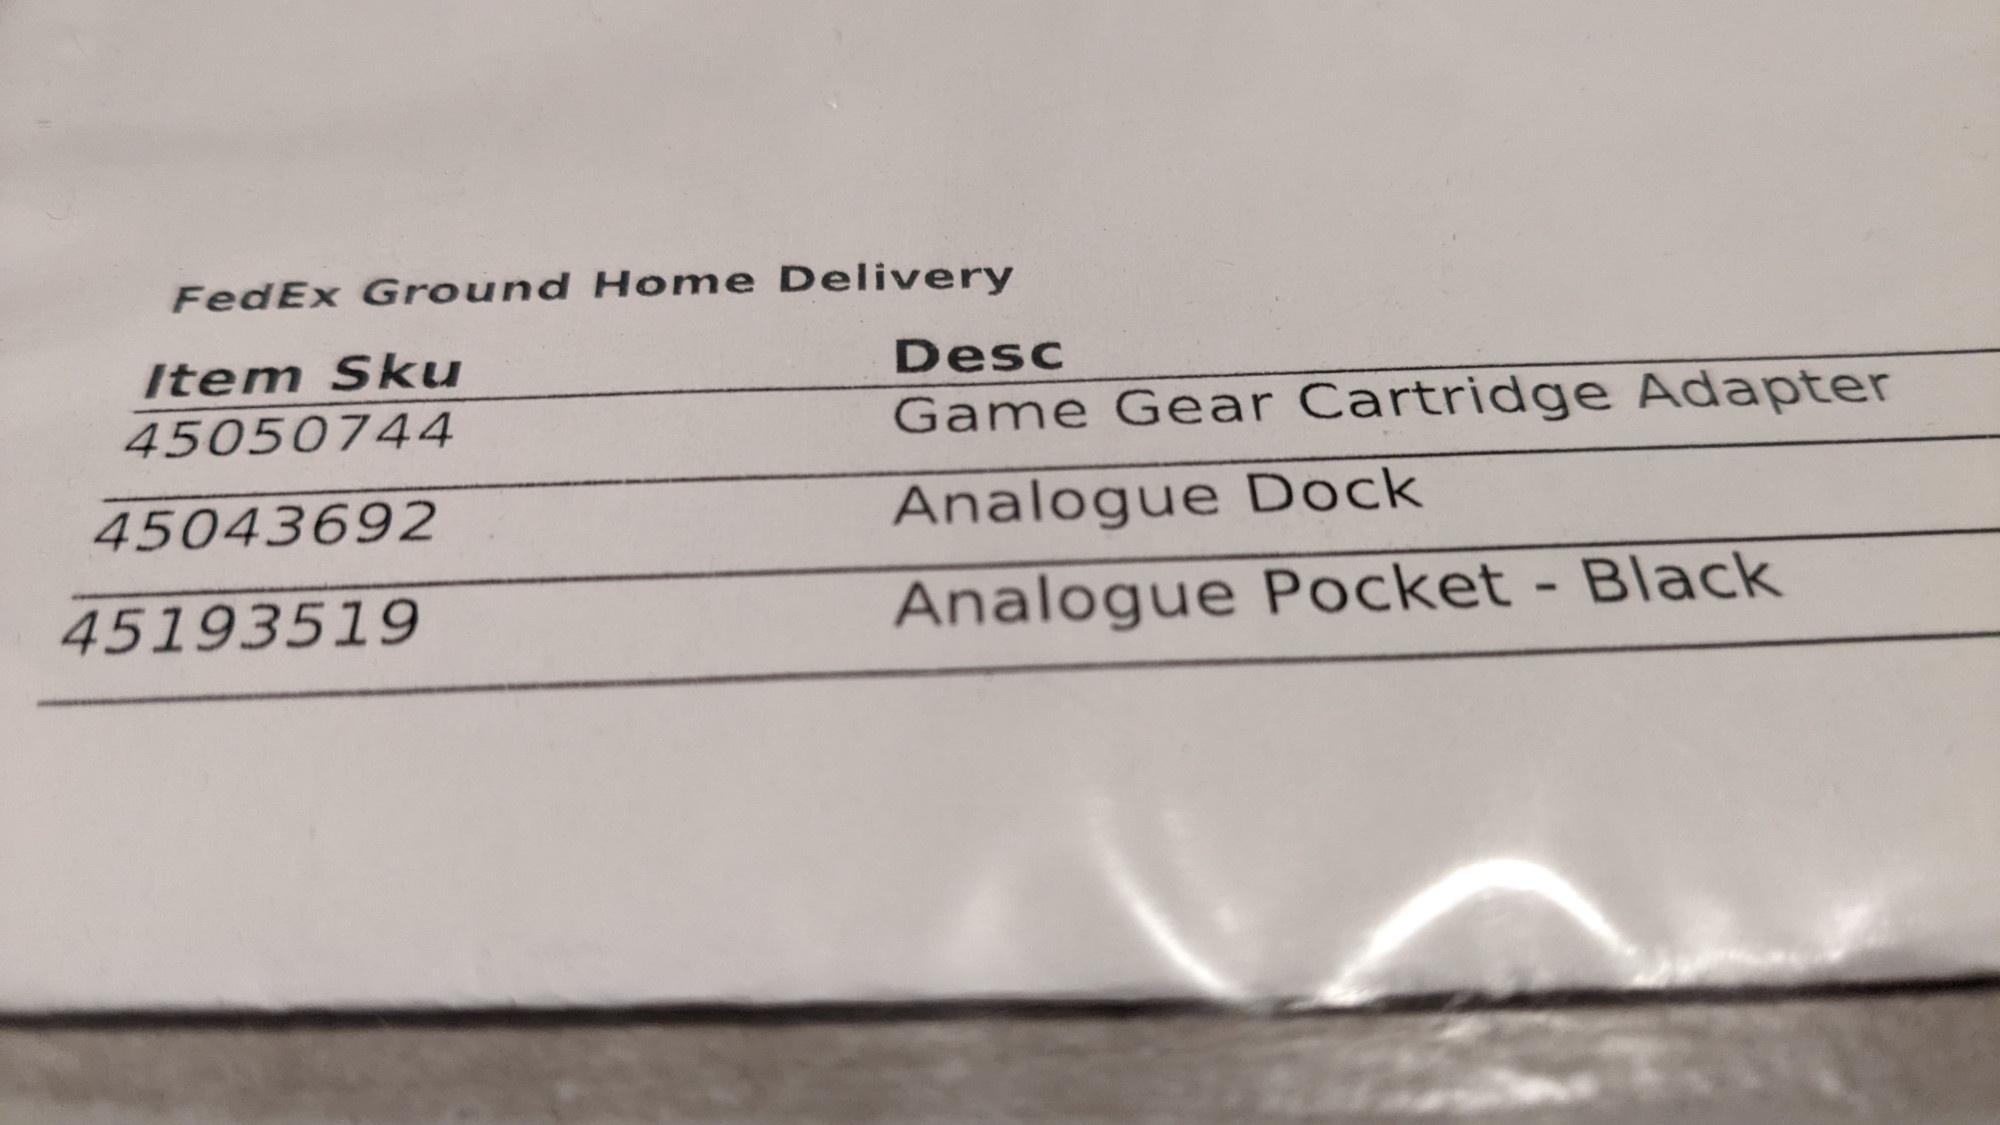 FedEx Ground Home Delivery
Item Sku Desc
45050744 Game Gear Cartridge Adapter
45043692 Analogue Dock
45193519 Analogue Pocket - Black